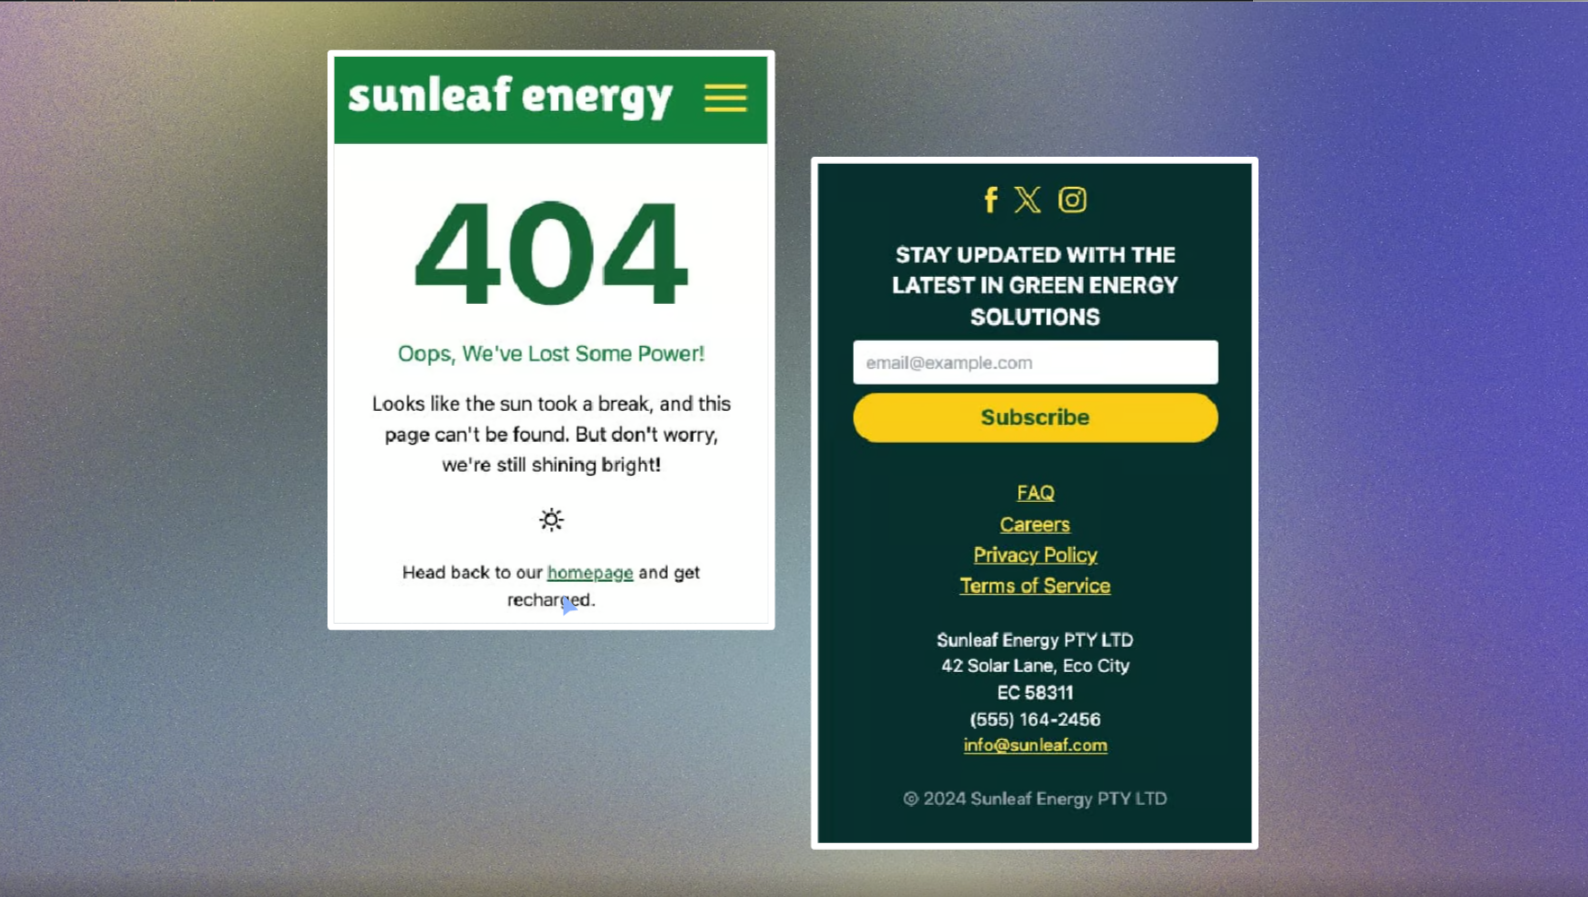 sunleaf energy
404
Oops, We've Lost Some Power!
Looks like the sun took a break, and this
page can't be found. But don't worry,
we're still shining bright!
Head back to our homepage and get
recharged.
STAY UPDATED WITH THE
LATEST IN GREEN ENERGY
SOLUTIONS
email@example.com
Subscribe
FAQ
Careers
Privacy Policy
Terms of Service
Sunleaf Energy PTY LTD
42 Solar Lane, Eco City
EC 58311
(555) 164-2456
info@sunleaf.com
© 2024 Sunleaf Energy PTY LTD